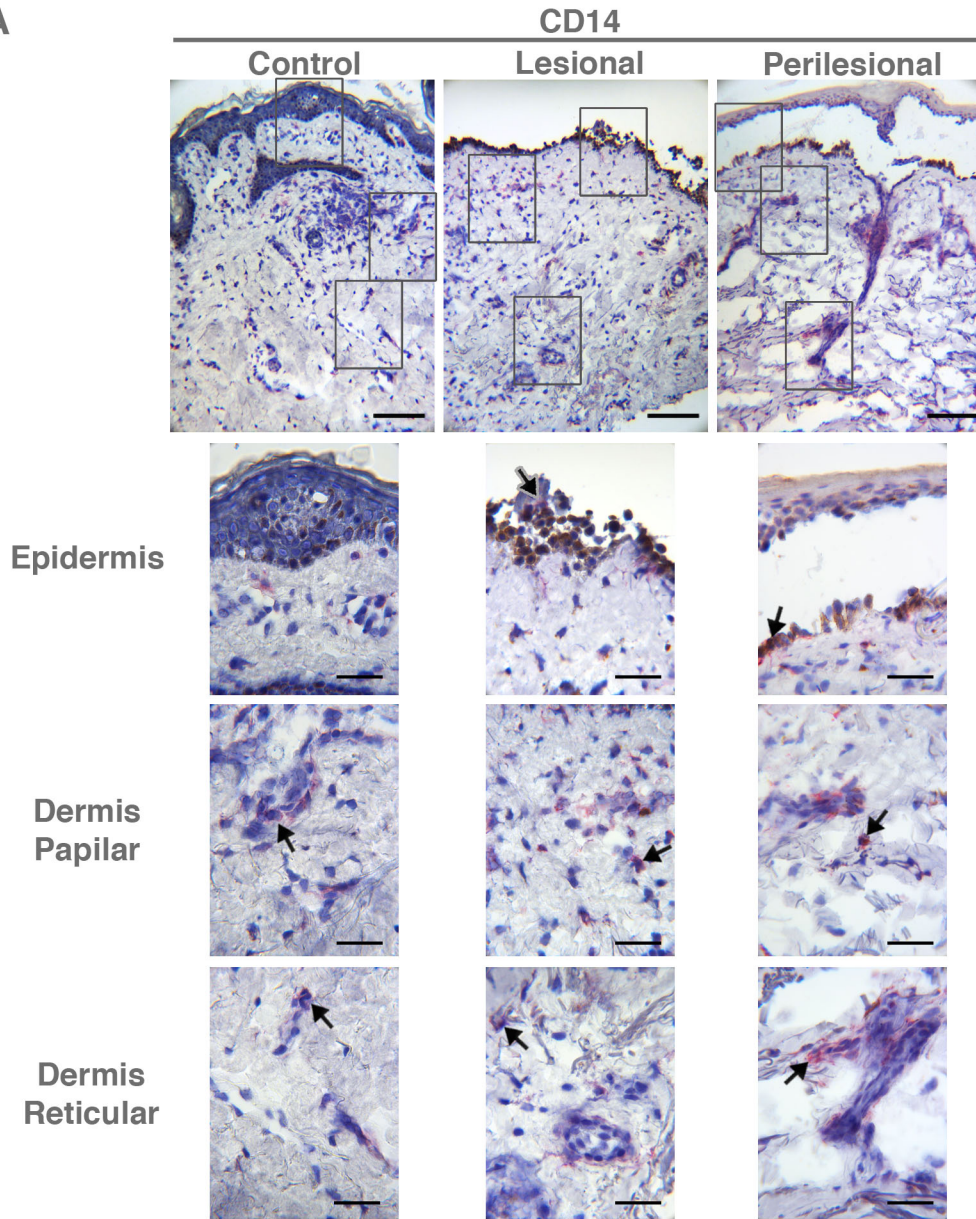 A
CD14
Control
Lesional
Perilesional
Epidermis
Dermis
Papilar
Dermis
Reticular